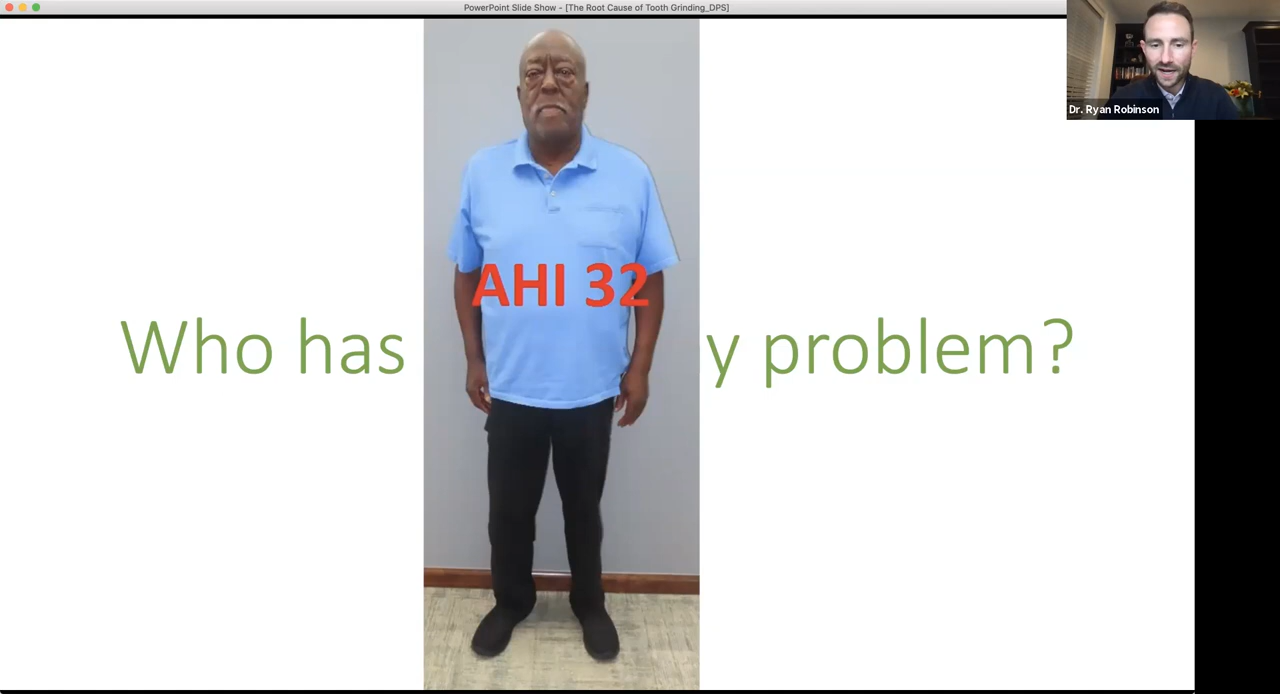 PowerPoint Slide Show - [The Root Cause of Tooth Grinding_DPS]
Dr. Ryan Robinson
AHI 32
Who has y problem?